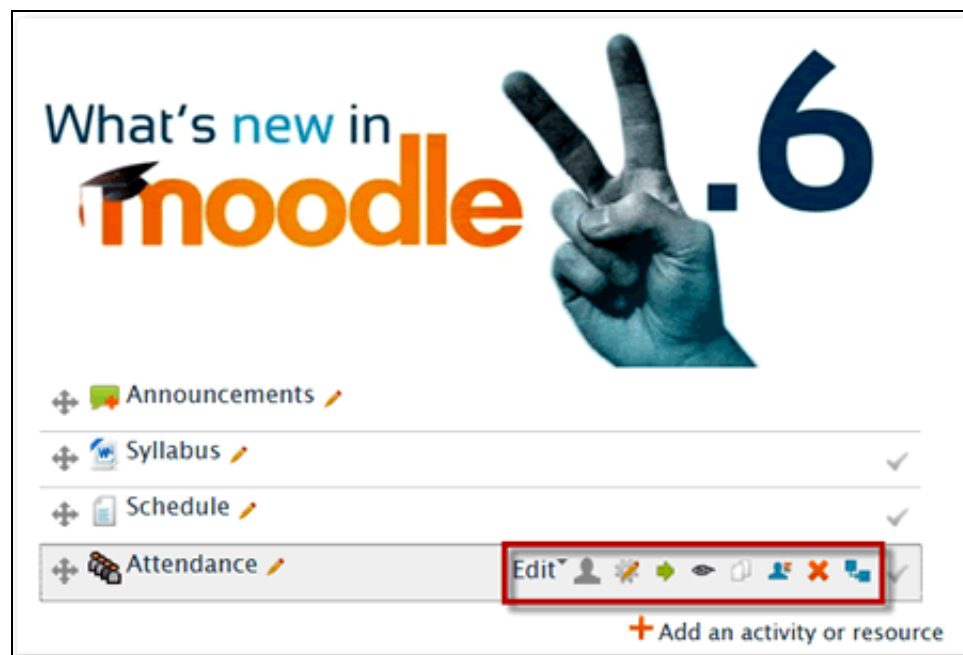 What's new in
moodle
.6
Announcements
Syllabus
Schedule
Attendance Edit
Add an activity or resource